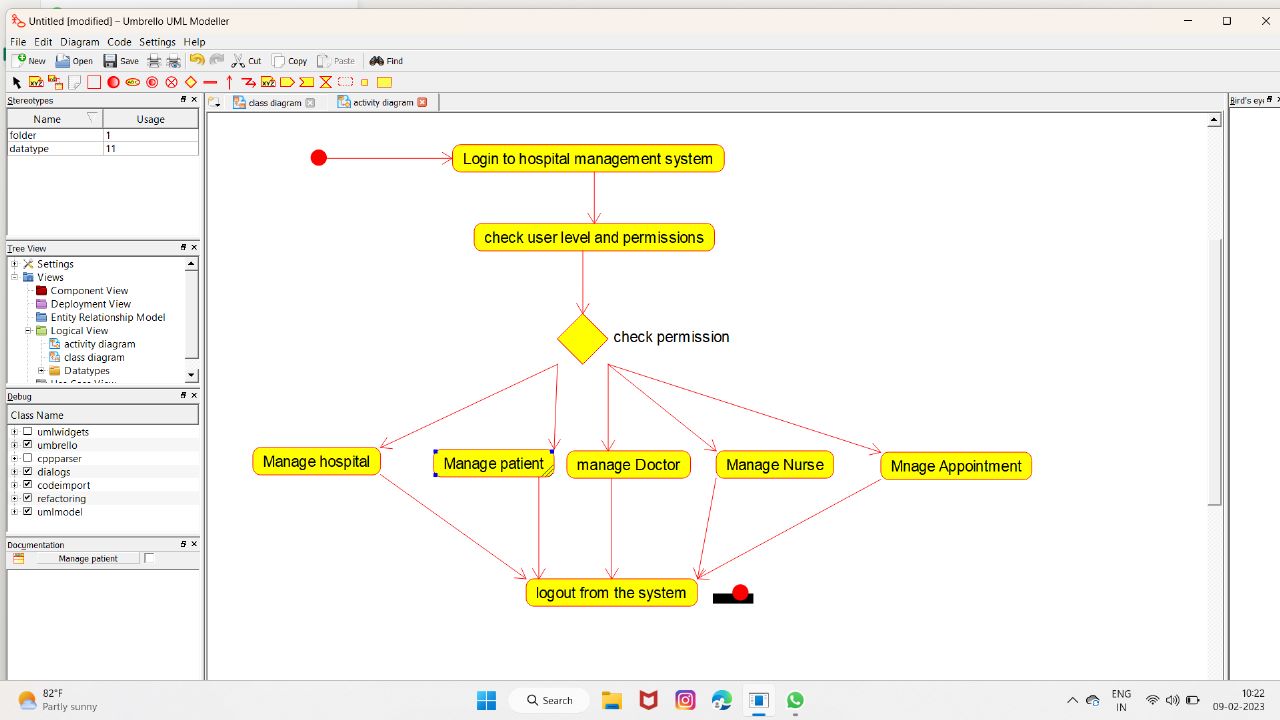 Untitled [modified] – Umbrello UML Modeller
File Edit Diagram Code Settings Help
New Open Save Cut Copy Paste Find
Stereotypes
Name Usage
folder 1
datatype 11
Tree View
Settings
Views
Component View
Deployment View
Entity Relationship Model
Logical View
activity diagram
class diagram
Datatypes
Debug
Class Name
umlwidgets
umbrello
cppparser
dialogs
codeimport
refactoring
umlmodel
Documentation
Manage patient
class diagram activity diagram
Bird's ey
Login to hospital management system
check user level and permissions
check permission
Manage hospital Manage patient manage Doctor Manage Nurse Mnage Appointment
logout from the system
82°F
Partly sunny
Search
ENG
IN
10:22
09-02-2023